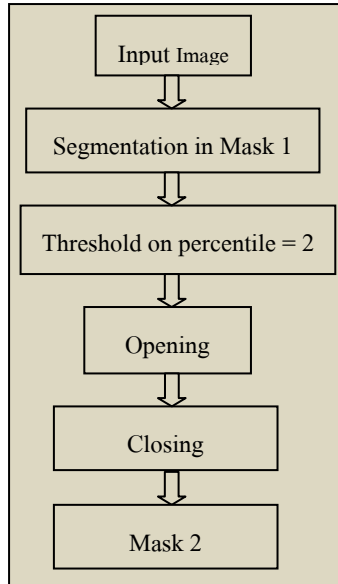 Input Image
Segmentation in Mask 1
Threshold on percentile = 2
Opening
Closing
Mask 2